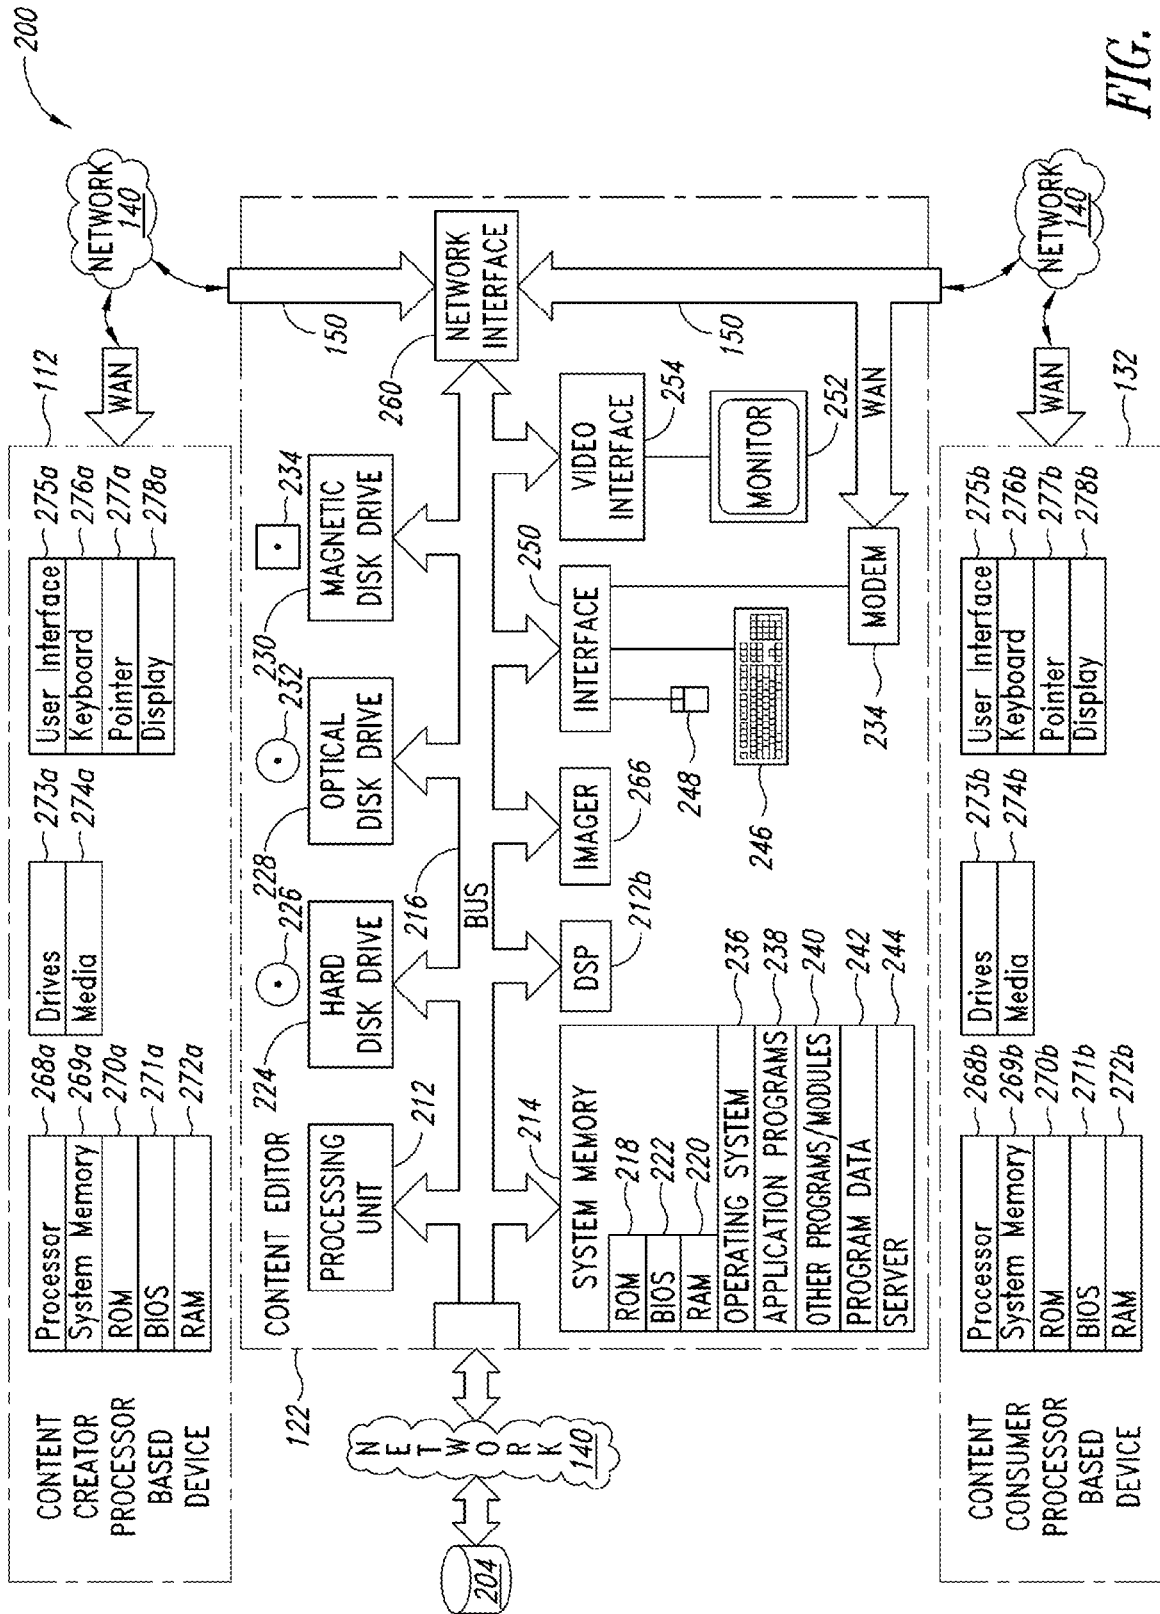 200
NETWORK
140
WAN
112
CONTENT
CREATOR
PROCESSOR
BASED
DEVICE
Processor
System Memory
ROM
BIOS
RAM
268a
269a
270a
271a
272a
Drives
Media
273a
274a
User Interface
Keyboard
Pointer
Display
275a
276a
277a
278a
204
NETWORK
140
122
CONTENT EDITOR
PROCESSING
UNIT
212
224
HARD
DISK DRIVE
226
228
OPTICAL
DISK DRIVE
232
230
MAGNETIC
DISK DRIVE
234
216
BUS
260
NETWORK
INTERFACE
150
150
214
SYSTEM MEMORY
ROM
218
BIOS
222
RAM
220
OPERATING SYSTEM
236
APPLICATION PROGRAMS
238
OTHER PROGRAMS/MODULES
240
PROGRAM DATA
242
SERVER
244
DSP
212b
IMAGER
266
INTERFACE
250
248
246
VIDEO
INTERFACE
254
MONITOR
252
WAN
MODEM
234
NETWORK
140
WAN
132
CONTENT
CONSUMER
PROCESSOR
BASED
DEVICE
Processor
System Memory
ROM
BIOS
RAM
268b
269b
270b
271b
272b
Drives
Media
273b
274b
User Interface
Keyboard
Pointer
Display
275b
276b
277b
278b
FIG.